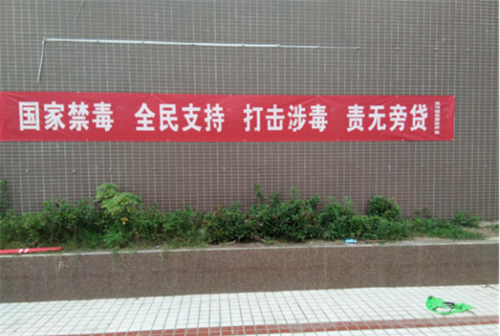 国家禁毒 全民支持 打击涉毒 责无旁贷